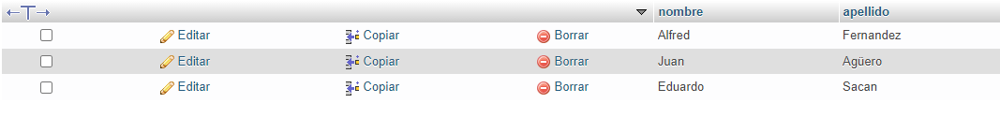 nombre apellido
Editar Copiar Borrar Alfred Fernandez
Editar Copiar Borrar Juan Agüero
Editar Copiar Borrar Eduardo Sacan